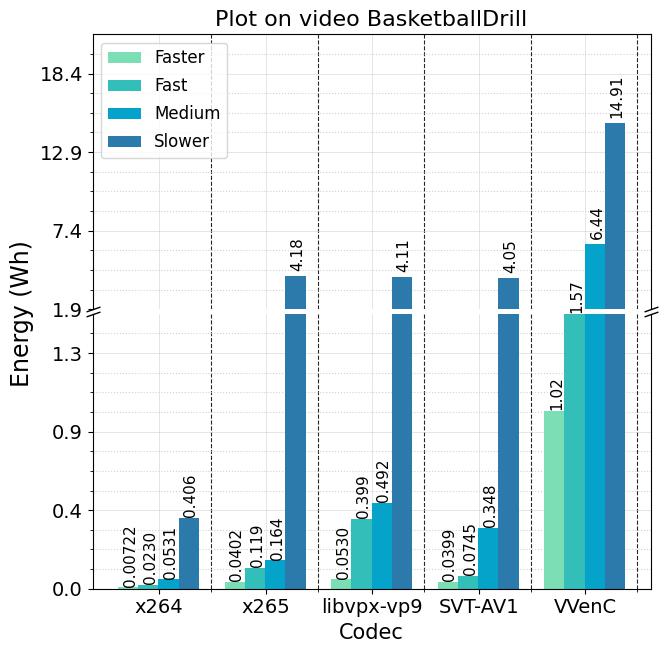 Plot on video BasketballDrill
Faster
Fast
Medium
Slower
Energy (Wh)
18.4
12.9
7.4
1.9
1.9
1.3
0.9
0.4
0.0
0.00722
0.0230
0.0531
0.406
0.0402
0.119
0.164
4.18
0.0530
0.399
0.492
4.11
0.0399
0.0745
0.348
4.05
1.02
1.57
6.44
14.91
x264
x265
libvpx-vp9
SVT-AV1
VVenC
Codec